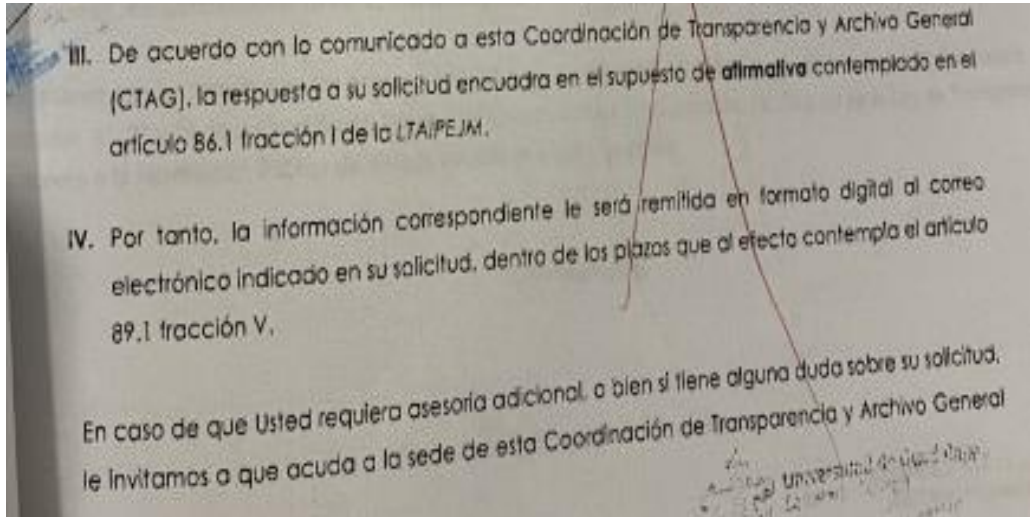 III. De acuerdo con lo comunicado a esta Coordinación de Transparencia y Archivo General
(CTAG), la respuesta a su solicitud encuadra en el supuesto de afirmativa contemplado en el
artículo 86.1 fracción I de la LTAIPEJM.
IV. Por tanto, la información correspondiente le será remitida en formato digital al correo
electrónico indicado en su solicitud, dentro de los plazos que al efecto contempla el artículo
89.1 fracción V.
En caso de que Usted requiera asesoría adicional, o bien si tiene alguna duda sobre su solicitud,
le invitamos a que acuda a la sede de esta Coordinación de Transparencia y Archivo General
Universidad de Guadalajara